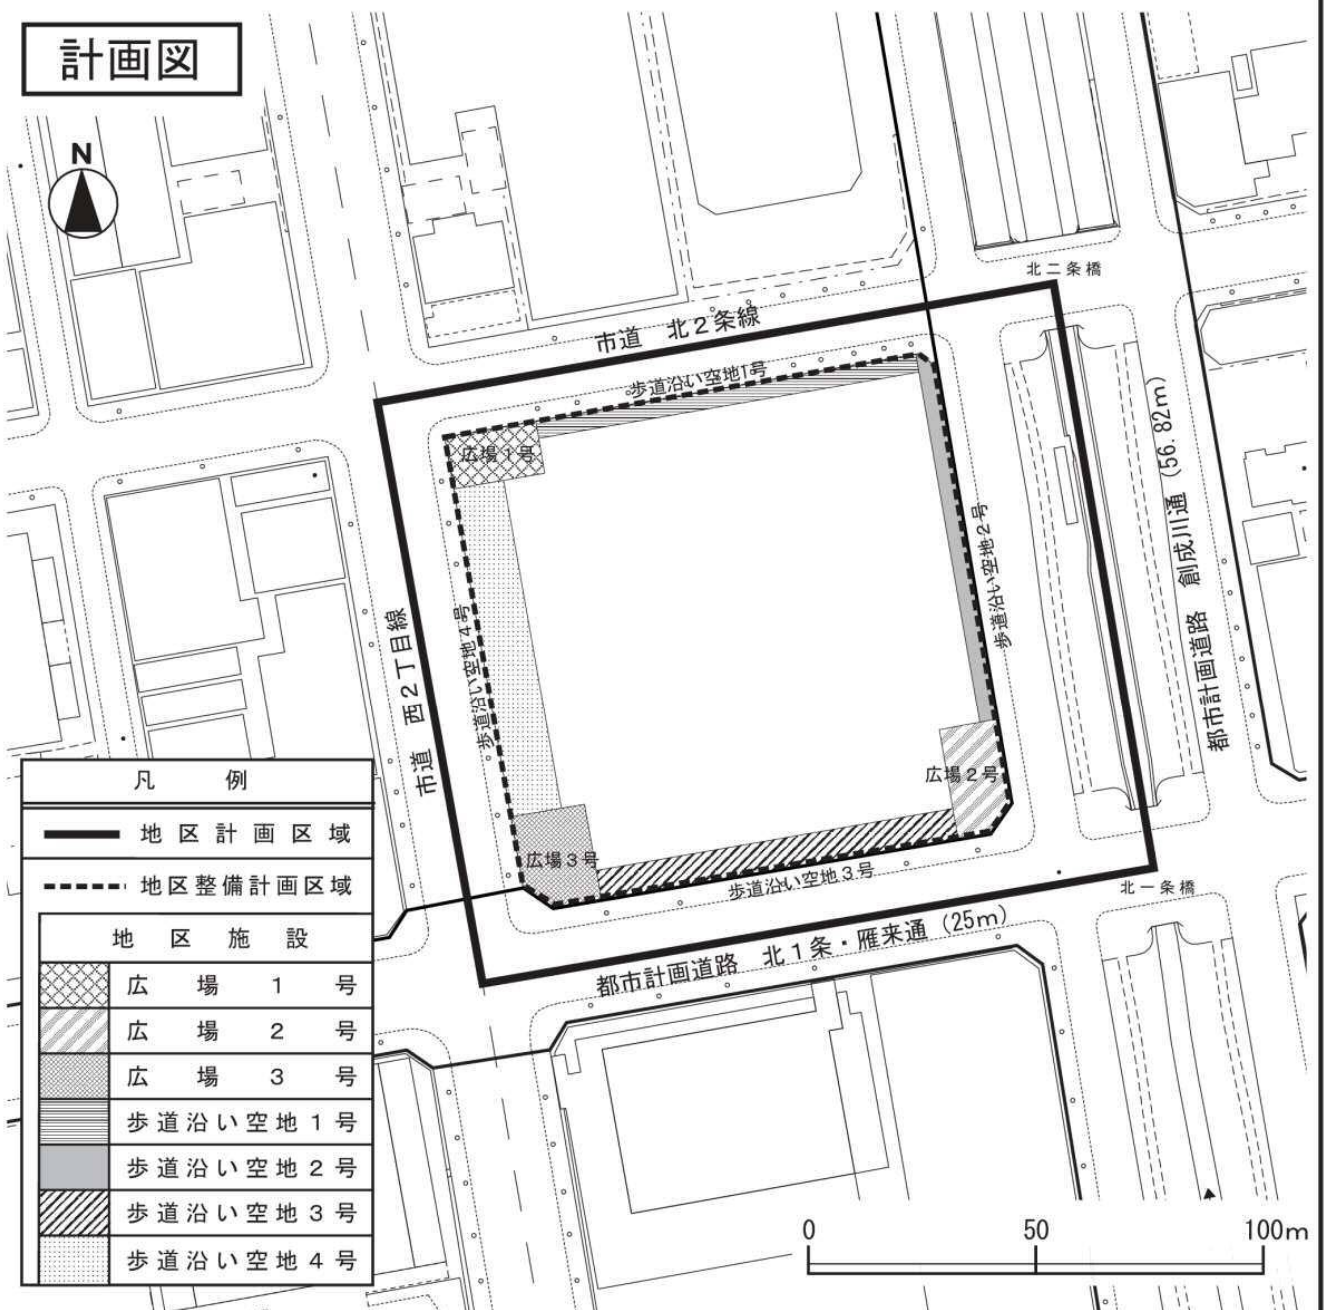 計画図
N
北二条橋
市道 北2条線
歩道沿い空地1号
広場1号
都市計画道路 創成川通 (56.82m)
歩道沿い空地2号
歩道沿い空地4号
市道 西2丁目線
広場2号
広場3号
歩道沿い空地3号
北一条橋
都市計画道路 北1条・雁来通 (25m)
凡例
地区計画区域
地区整備計画区域
地区施設
広場1号
広場2号
広場3号
歩道沿い空地1号
歩道沿い空地2号
歩道沿い空地3号
歩道沿い空地4号
0 50 100m